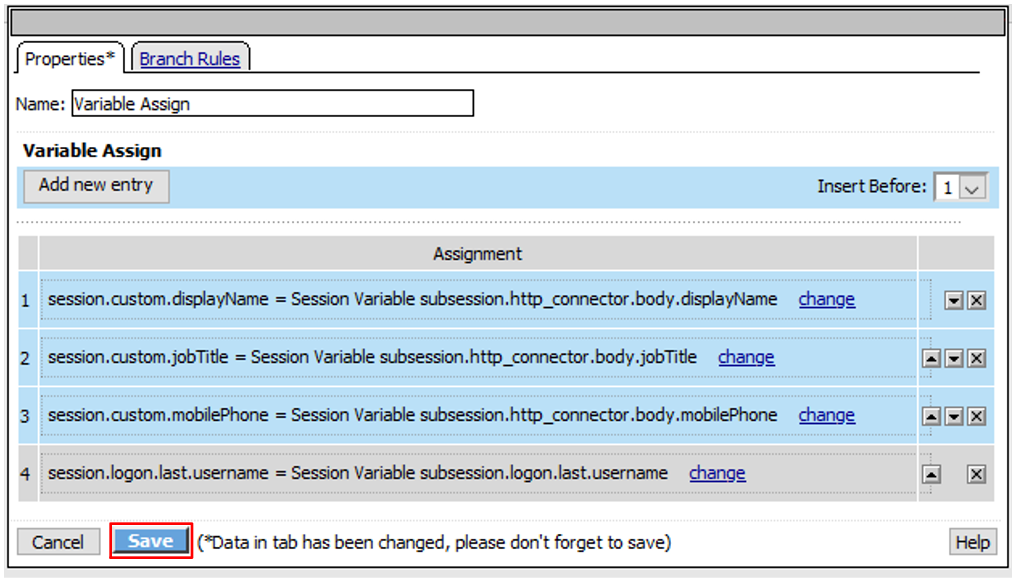 Properties* Branch Rules
Name: Variable Assign
Variable Assign
Add new entry Insert Before: 1
Assignment
1 session.custom.displayName = Session Variable subsession.http_connector.body.displayName change
2 session.custom.jobTitle = Session Variable subsession.http_connector.body.jobTitle change
3 session.custom.mobilePhone = Session Variable subsession.http_connector.body.mobilePhone change
4 session.logon.last.username = Session Variable subsession.logon.last.username change
Cancel Save (*Data in tab has been changed, please don't forget to save) Help